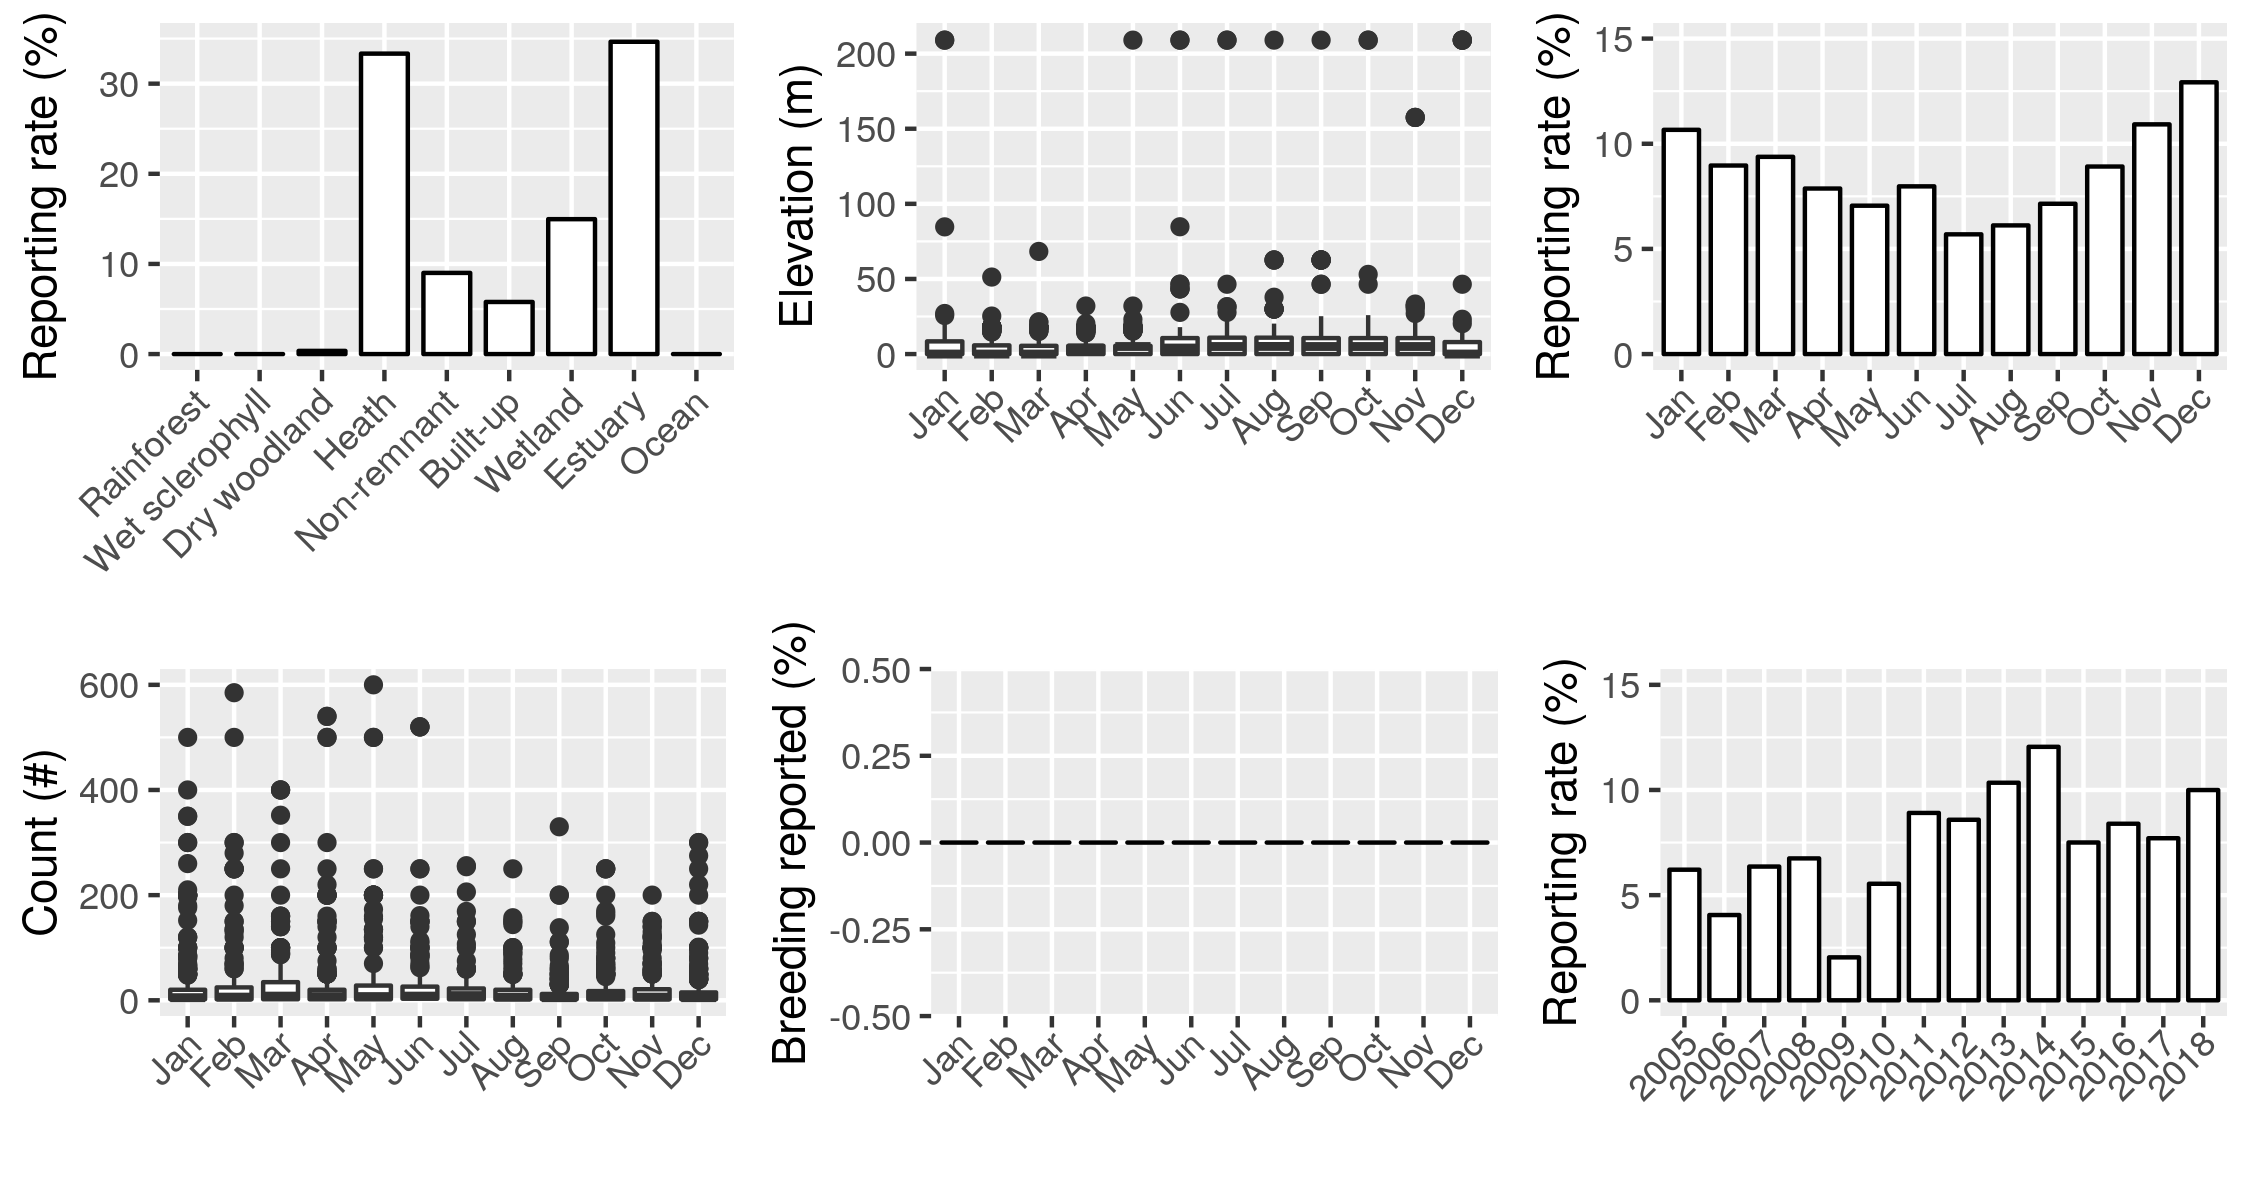 Reporting rate (%)
30
20
10
0
Rainforest
Wet sclerophyll
Dry woodland
Heath
Non-remnant
Built-up
Wetland
Estuary
Ocean
Elevation (m)
200
150
100
50
0
Jan
Feb
Mar
Apr
May
Jun
Jul
Aug
Sep
Oct
Nov
Dec
Reporting rate (%)
15
10
5
0
Jan
Feb
Mar
Apr
May
Jun
Jul
Aug
Sep
Oct
Nov
Dec
Count (#)
600
400
200
0
Jan
Feb
Mar
Apr
May
Jun
Jul
Aug
Sep
Oct
Nov
Dec
Breeding reported (%)
0.50
0.25
0.00
-0.25
-0.50
Jan
Feb
Mar
Apr
May
Jun
Jul
Aug
Sep
Oct
Nov
Dec
Reporting rate (%)
15
10
5
0
2005
2006
2007
2008
2009
2010
2011
2012
2013
2014
2015
2016
2017
2018